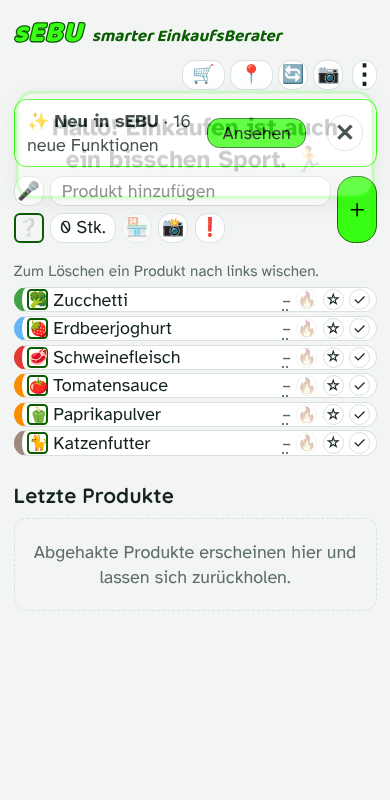 sEBU smarter EinkaufsBerater
✨ Neu in sEBU · 16
neue Funktionen
Ansehen
Hallo! Einkaufen ist auch
ein bisschen Sport.
Produkt hinzufügen
+
0 Stk.
Zum Löschen ein Produkt nach links wischen.
Zucchetti –
Erdbeerjoghurt –
Schweinefleisch –
Tomatensauce –
Paprikapulver –
Katzenfutter –
Letzte Produkte
Abgehakte Produkte erscheinen hier und
lassen sich zurückholen.